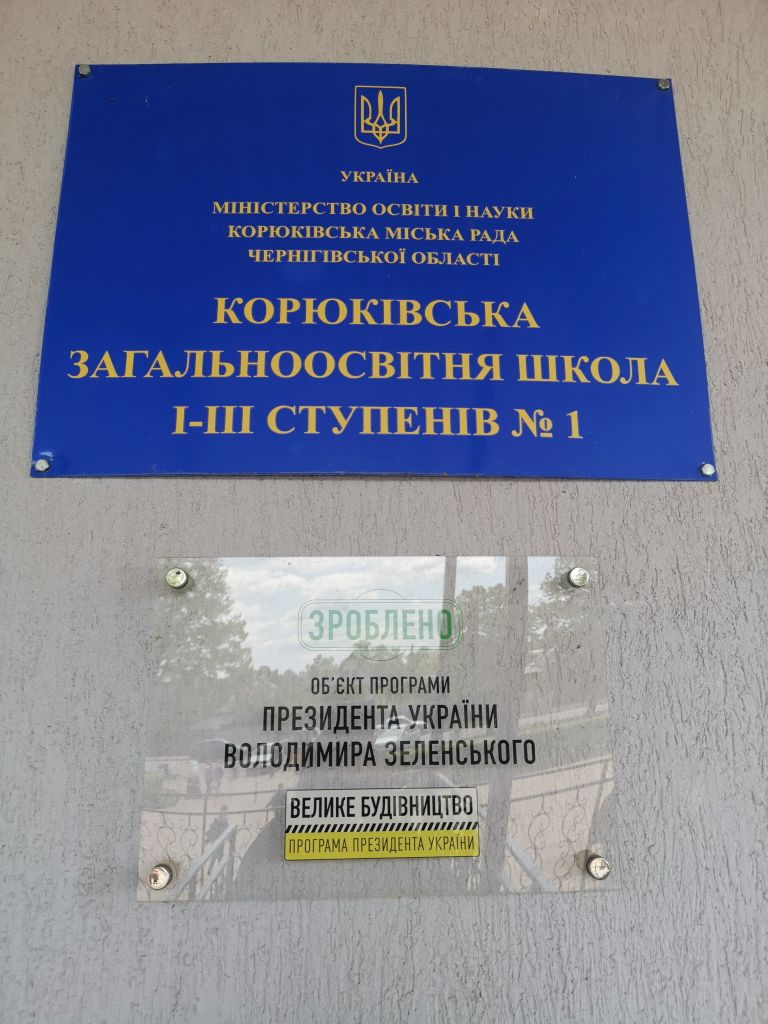 УКРАЇНА
МІНІСТЕРСТВО ОСВІТИ І НАУКИ
КОРЮКІВСЬКА МІСЬКА РАДА
ЧЕРНІГІВСЬКОЇ ОБЛАСТІ
КОРЮКІВСЬКА
ЗАГАЛЬНООСВІТНЯ ШКОЛА
І-ІІІ СТУПЕНІВ № 1
ЗРОБЛЕНО
ОБ'ЄКТ ПРОГРАМИ
ПРЕЗИДЕНТА УКРАЇНИ
ВОЛОДИМИРА ЗЕЛЕНСЬКОГО
ВЕЛИКЕ БУДІВНИЦТВО
ПРОГРАМА ПРЕЗИДЕНТА УКРАЇНИ